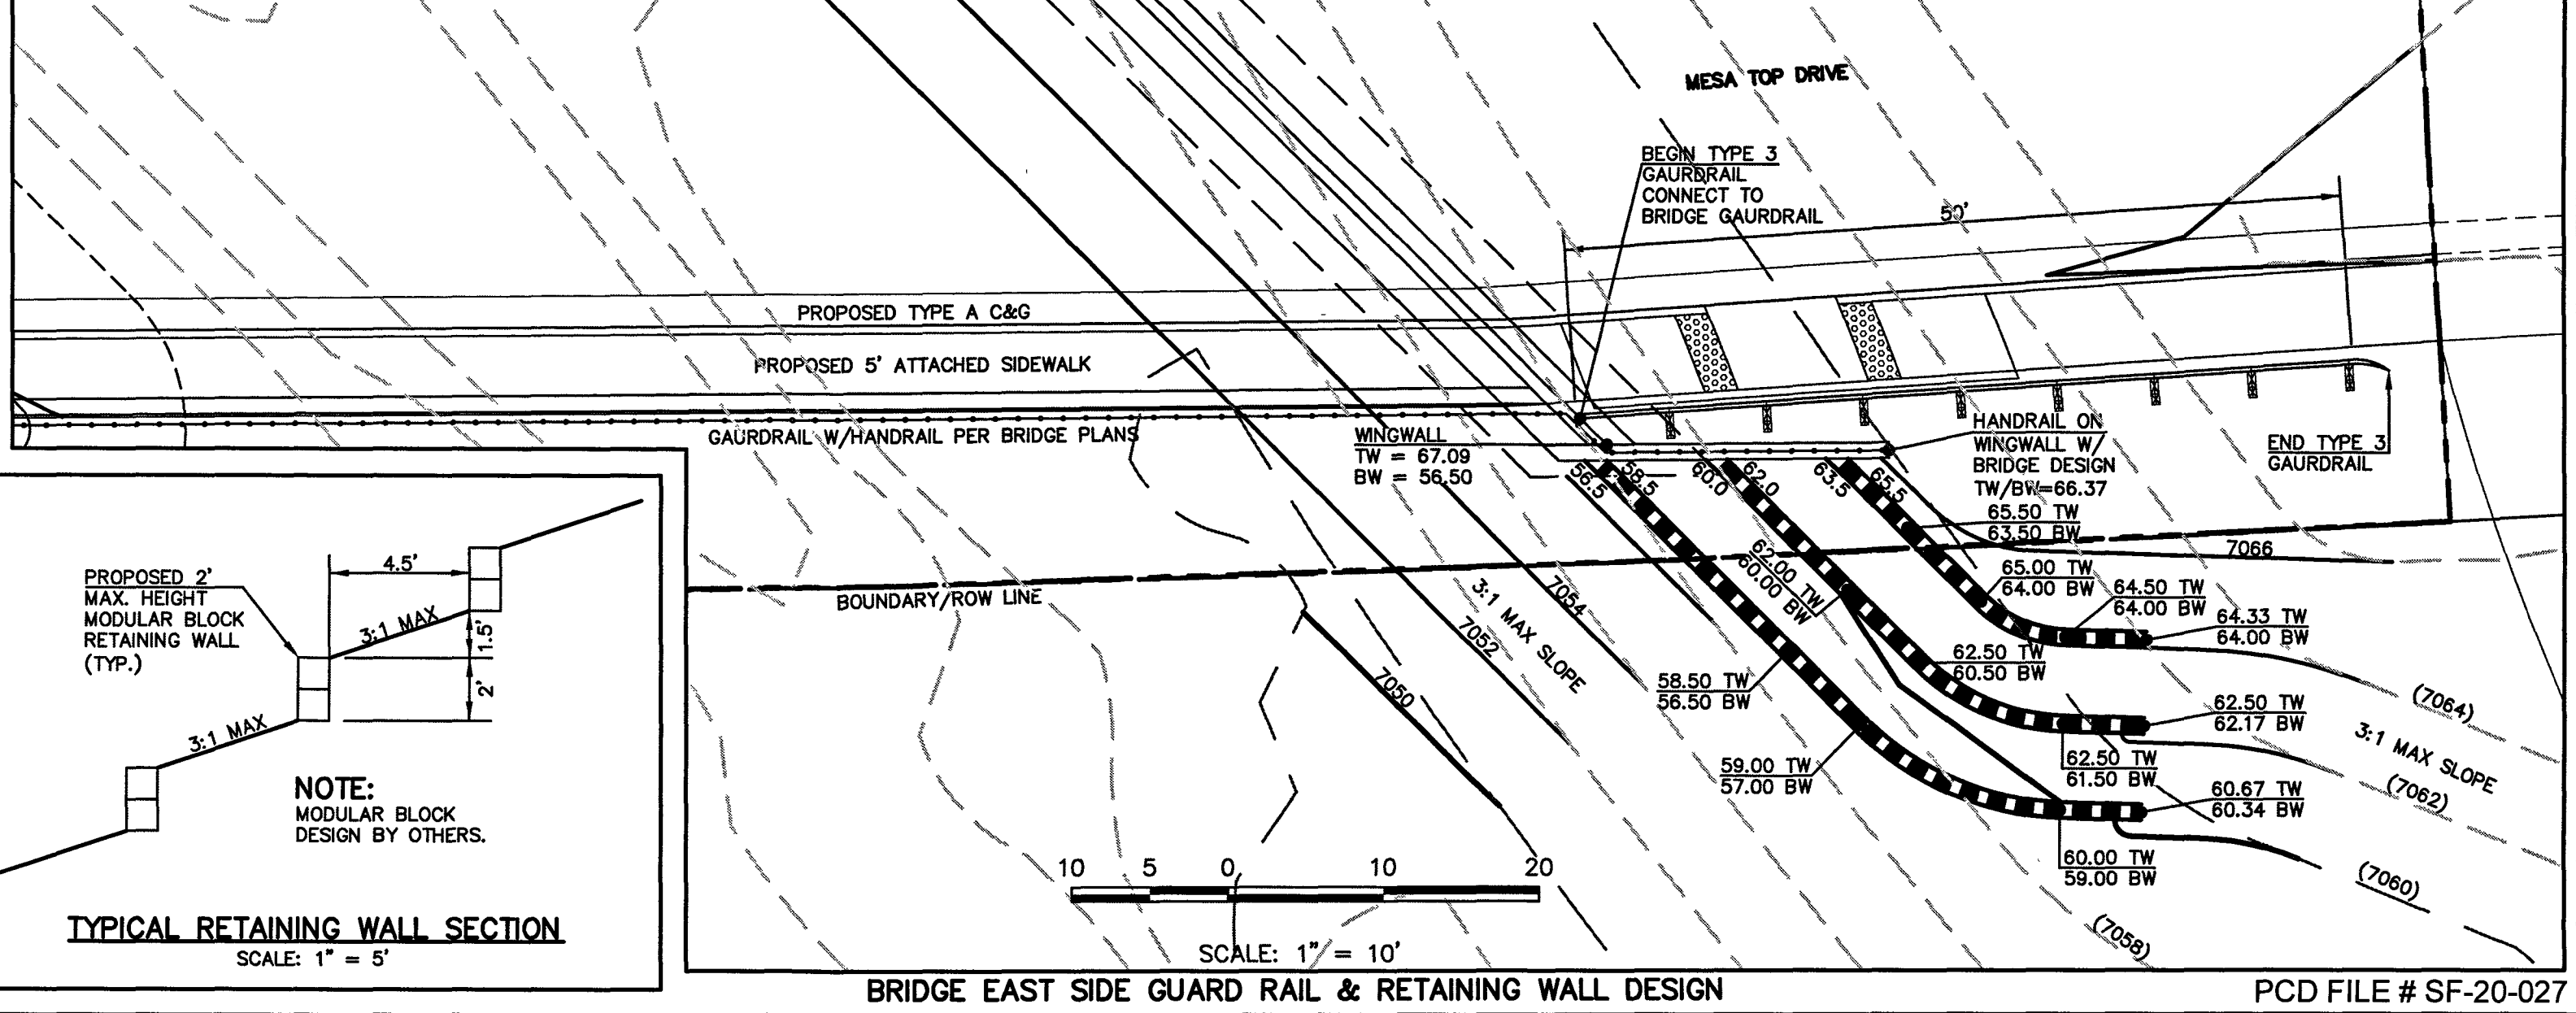 MESA TOP DRIVE
BEGIN TYPE 3
GAURDRAIL
CONNECT TO
BRIDGE GAURDRAIL
50'
PROPOSED TYPE A C&G
PROPOSED 5' ATTACHED SIDEWALK
GAURDRAIL W/HANDRAIL PER BRIDGE PLANS
WINGWALL
TW = 67.09
BW = 56.50
56.5
58.5
60.0
62.0
63.5
65.5
HANDRAIL ON
WINGWALL W/
BRIDGE DESIGN
TW/BW=66.37
END TYPE 3
GAURDRAIL
65.50 TW
63.50 BW
7066
65.00 TW
64.00 BW
64.50 TW
64.00 BW
64.33 TW
64.00 BW
62.00 TW
60.00 BW
62.50 TW
60.50 BW
BOUNDARY/ROW LINE
7054
7052
7050
3:1 MAX SLOPE
58.50 TW
56.50 BW
59.00 TW
57.00 BW
62.50 TW
62.17 BW
62.50 TW
61.50 BW
60.67 TW
60.34 BW
60.00 TW
59.00 BW
(7064)
3:1 MAX SLOPE
(7062)
(7060)
(7058)
PROPOSED 2'
MAX. HEIGHT
MODULAR BLOCK
RETAINING WALL
(TYP.)
4.5'
3:1 MAX
1.5'
2'
3:1 MAX
NOTE:
MODULAR BLOCK
DESIGN BY OTHERS.
TYPICAL RETAINING WALL SECTION
SCALE: 1" = 5'
10 5 0 10 20
SCALE: 1" = 10'
BRIDGE EAST SIDE GUARD RAIL & RETAINING WALL DESIGN
PCD FILE # SF-20-027